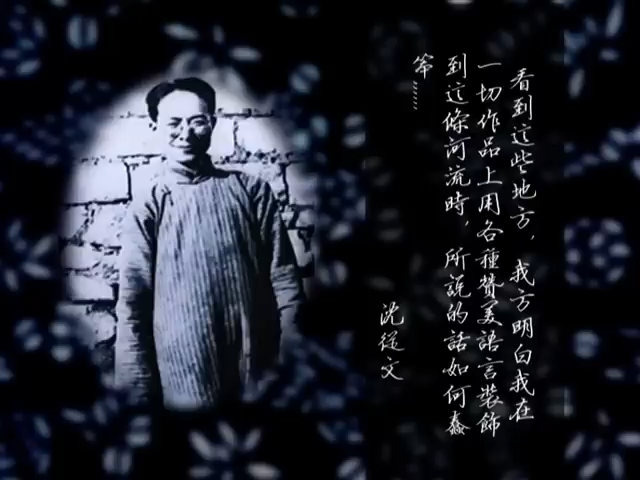 看到這些地方，我方明白我在
一切作品上用各種贊美語言裝飾
到這條河流時，所說的話如何蠢
笨……
沈從文